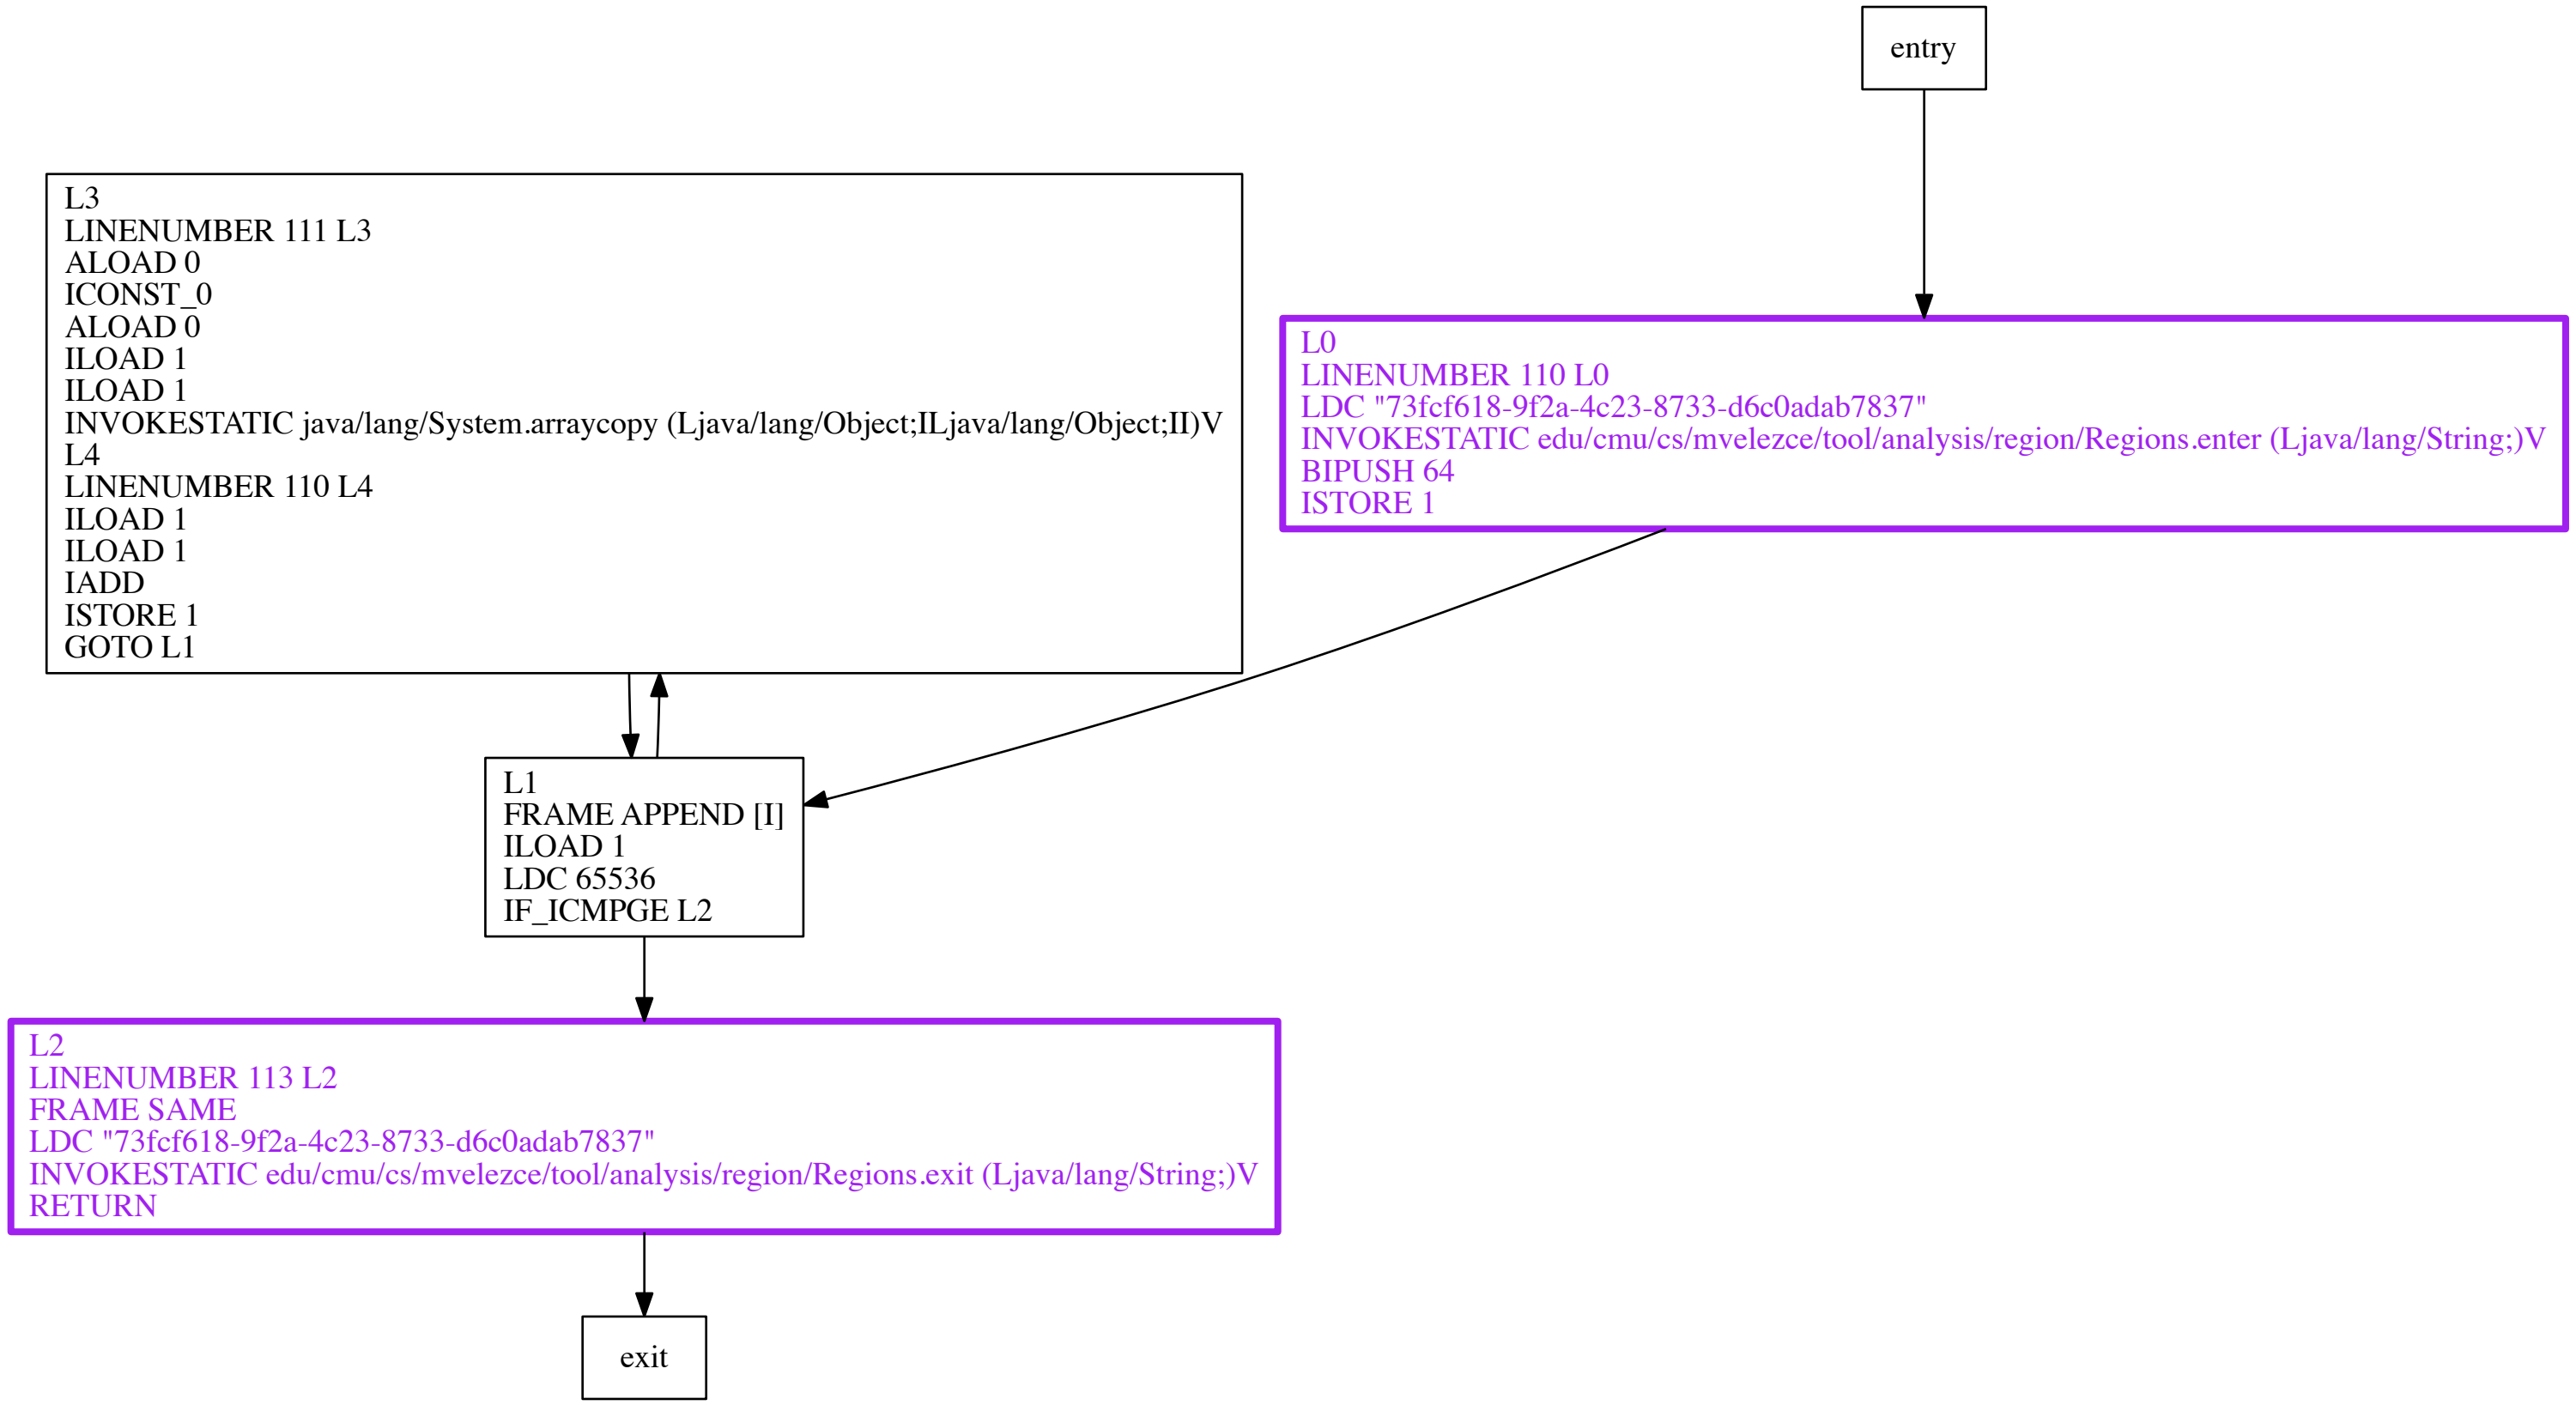 entry
L3
LINENUMBER 111 L3
ALOAD 0
ICONST_0
ALOAD 0
ILOAD 1
ILOAD 1
INVOKESTATIC java/lang/System.arraycopy (Ljava/lang/Object;ILjava/lang/Object;II)V
L4
LINENUMBER 110 L4
ILOAD 1
ILOAD 1
IADD
ISTORE 1
GOTO L1
L0
LINENUMBER 110 L0
LDC "73fcf618-9f2a-4c23-8733-d6c0adab7837"
INVOKESTATIC edu/cmu/cs/mvelezce/tool/analysis/region/Regions.enter (Ljava/lang/String;)V
BIPUSH 64
ISTORE 1
L1
FRAME APPEND [I]
ILOAD 1
LDC 65536
IF_ICMPGE L2
L2
LINENUMBER 113 L2
FRAME SAME
LDC "73fcf618-9f2a-4c23-8733-d6c0adab7837"
INVOKESTATIC edu/cmu/cs/mvelezce/tool/analysis/region/Regions.exit (Ljava/lang/String;)V
RETURN
exit